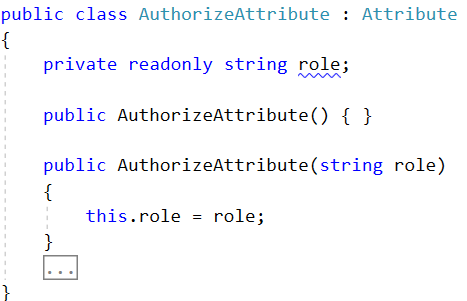 public class AuthorizeAttribute : Attribute
{
    private readonly string role;
    public AuthorizeAttribute() { }
    public AuthorizeAttribute(string role)
    {
        this.role = role;
    }
    ...
}